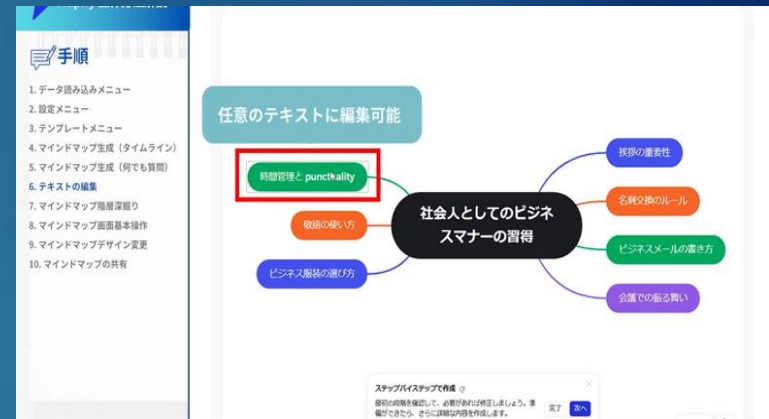 手順
1. データ読み込みメニュー
2. 設定メニュー
3. テンプレートメニュー
4. マインドマップ生成（タイムライン）
5. マインドマップ生成（何でも質問）
6. テキストの編集
7. マインドマップ階層深掘り
8. マインドマップ画面基本操作
9. マインドマップデザイン変更
10. マインドマップの共有
任意のテキストに編集可能
時間管理と punctuality
敬語の使い方
ビジネス服装の選び方
社会人としてのビジネ
スマナーの習得
挨拶の重要性
名刺交換のルール
ビジネスメールの書き方
会議での振る舞い
ステップバイステップで作成
最初の段階を確認して、必要があれば修正しましょう。準
備ができたら、さらに詳細な内容を作成します。
完了
次へ